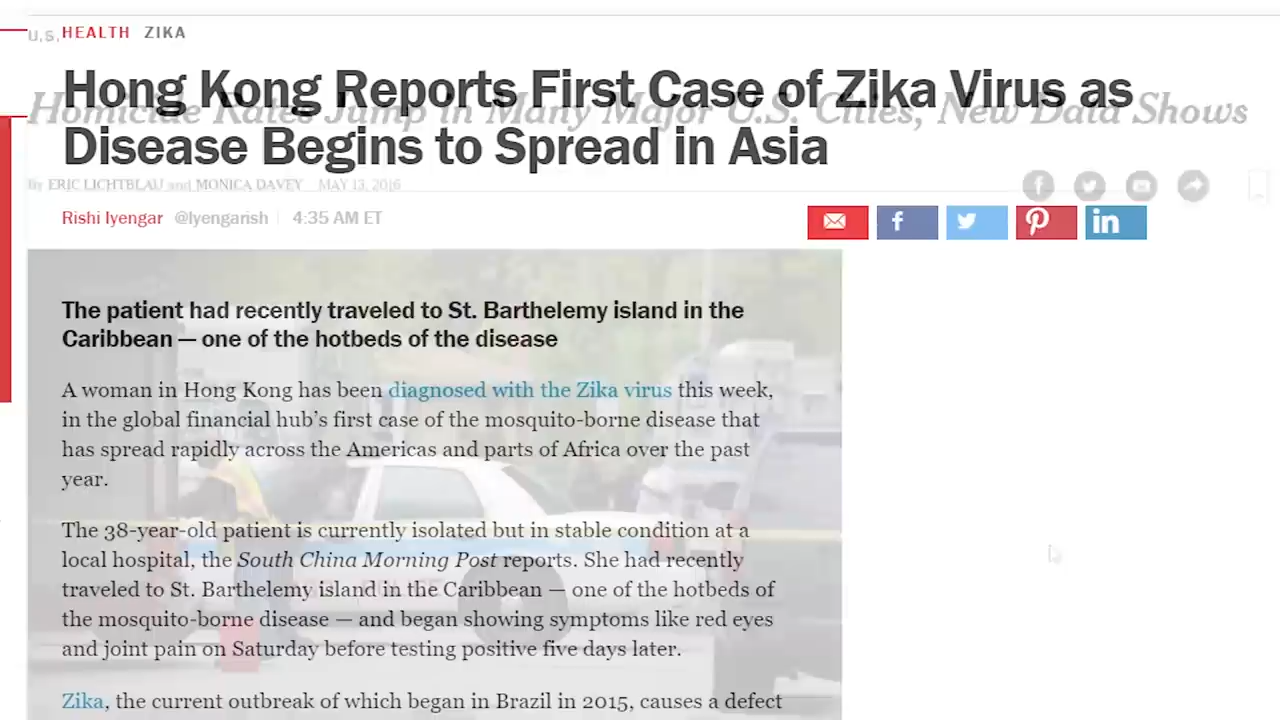 U.S.
HEALTH ZIKA
Hong Kong Reports First Case of Zika Virus as
Disease Begins to Spread in Asia
Homicide Rates Jump in Many Major U.S. Cities, New Data Shows
By ERIC LICHTBLAU and MONICA DAVEY MAY 13, 2016
Rishi Iyengar @Iyengarish 4:35 AM ET
The patient had recently traveled to St. Barthelemy island in the
Caribbean — one of the hotbeds of the disease
A woman in Hong Kong has been diagnosed with the Zika virus this week,
in the global financial hub’s first case of the mosquito-borne disease that
has spread rapidly across the Americas and parts of Africa over the past
year.
The 38-year-old patient is currently isolated but in stable condition at a
local hospital, the South China Morning Post reports. She had recently
traveled to St. Barthelemy island in the Caribbean — one of the hotbeds of
the mosquito-borne disease — and began showing symptoms like red eyes
and joint pain on Saturday before testing positive five days later.
Zika, the current outbreak of which began in Brazil in 2015, causes a defect